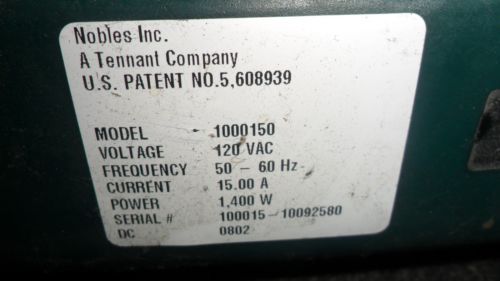 Nobles Inc.
A Tennant Company
U.S. PATENT NO.5,608939
MODEL 1000150
VOLTAGE 120 VAC
FREQUENCY 50 - 60 Hz
CURRENT 15.00 A
POWER 1,400 W
SERIAL # 100015-10092580
DC 0802